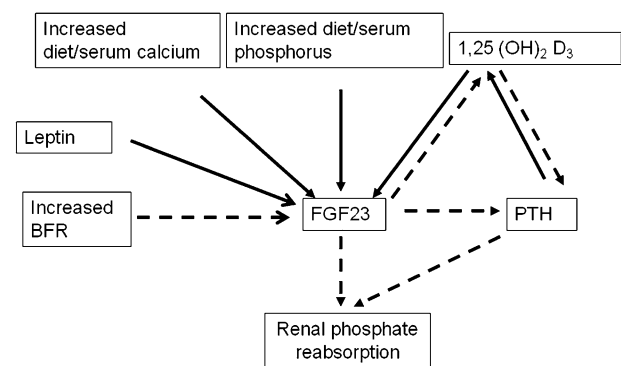 Increased
diet/serum calcium
Increased diet/serum
phosphorus
1,25 (OH)₂ D₃
Leptin
Increased
BFR
FGF23
PTH
Renal phosphate
reabsorption